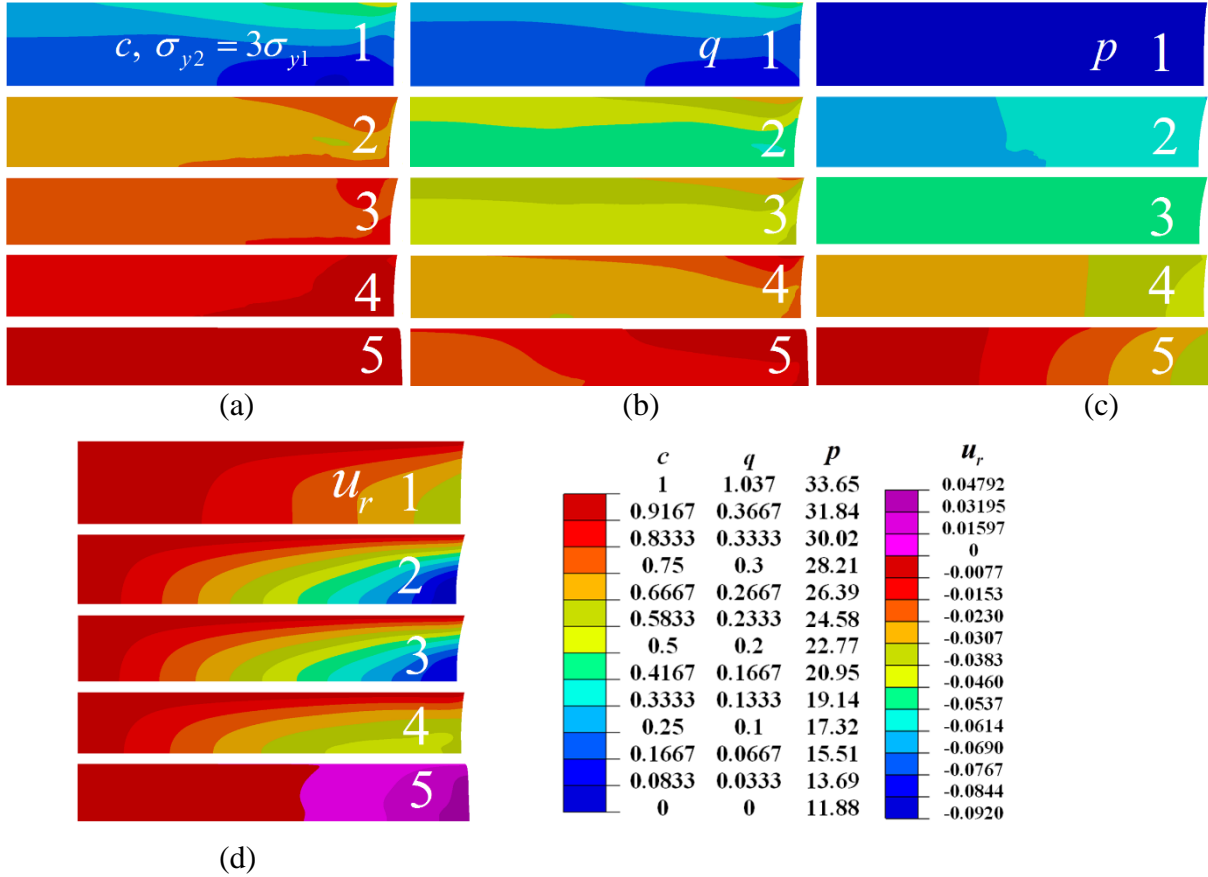 c, σy2 = 3σy1 1
q 1
p 1
2 2 2
3 3 3
4 4 4
5 5 5
(a) (b) (c)
ur 1
2
3
4
5
(d)
c q p ur
1 1.037 33.65 0.04792
0.9167 0.3667 31.84 0.03195
0.8333 0.3333 30.02 0.01597
0.75 0.3 28.21 0
0.6667 0.2667 26.39 -0.0077
0.5833 0.2333 24.58 -0.0153
0.5 0.2 22.77 -0.0230
0.4167 0.1667 20.95 -0.0307
0.3333 0.1333 19.14 -0.0383
0.25 0.1 17.32 -0.0460
0.1667 0.0667 15.51 -0.0537
0.0833 0.0333 13.69 -0.0614
0 0 11.88 -0.0690
-0.0767
-0.0844
-0.0920